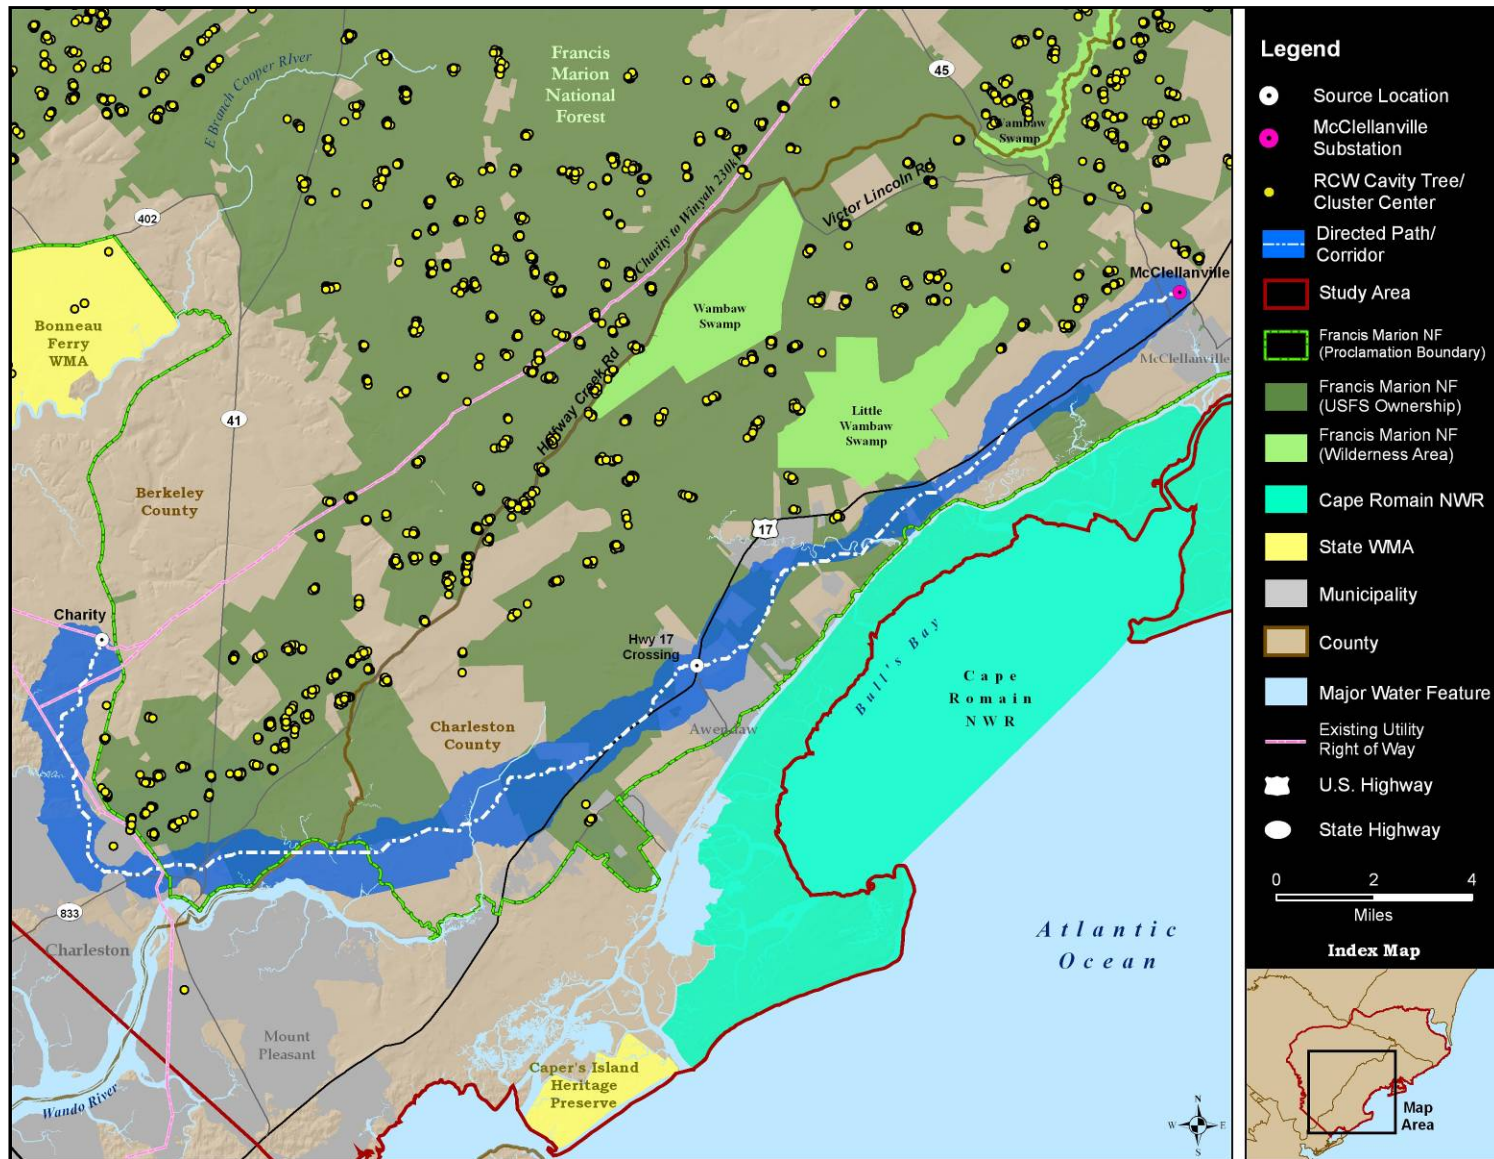 Francis
Marion
National
Forest
E Branch Cooper River
45
Wambaw
Swamp
Charity to Winyah 230kV
Victor Lincoln Rd
402
McClellanville
Bonneau
Ferry
WMA
Wambaw
Swamp
McClellanville
Halfway Creek Rd
41
Little
Wambaw
Swamp
Berkeley
County
17
Charity
Hwy 17
Crossing
Bull's Bay
Cape
Romain
NWR
Charleston
County
Awendaw
833
Charleston
Atlantic
Ocean
Mount
Pleasant
Caper's Island
Heritage
Preserve
Wando River
N
W
E
S
Legend
Source Location
McClellanville
Substation
RCW Cavity Tree/
Cluster Center
Directed Path/
Corridor
Study Area
Francis Marion NF
(Proclamation Boundary)
Francis Marion NF
(USFS Ownership)
Francis Marion NF
(Wilderness Area)
Cape Romain NWR
State WMA
Municipality
County
Major Water Feature
Existing Utility
Right of Way
U.S. Highway
State Highway
0 2 4
Miles
Index Map
Map
Area